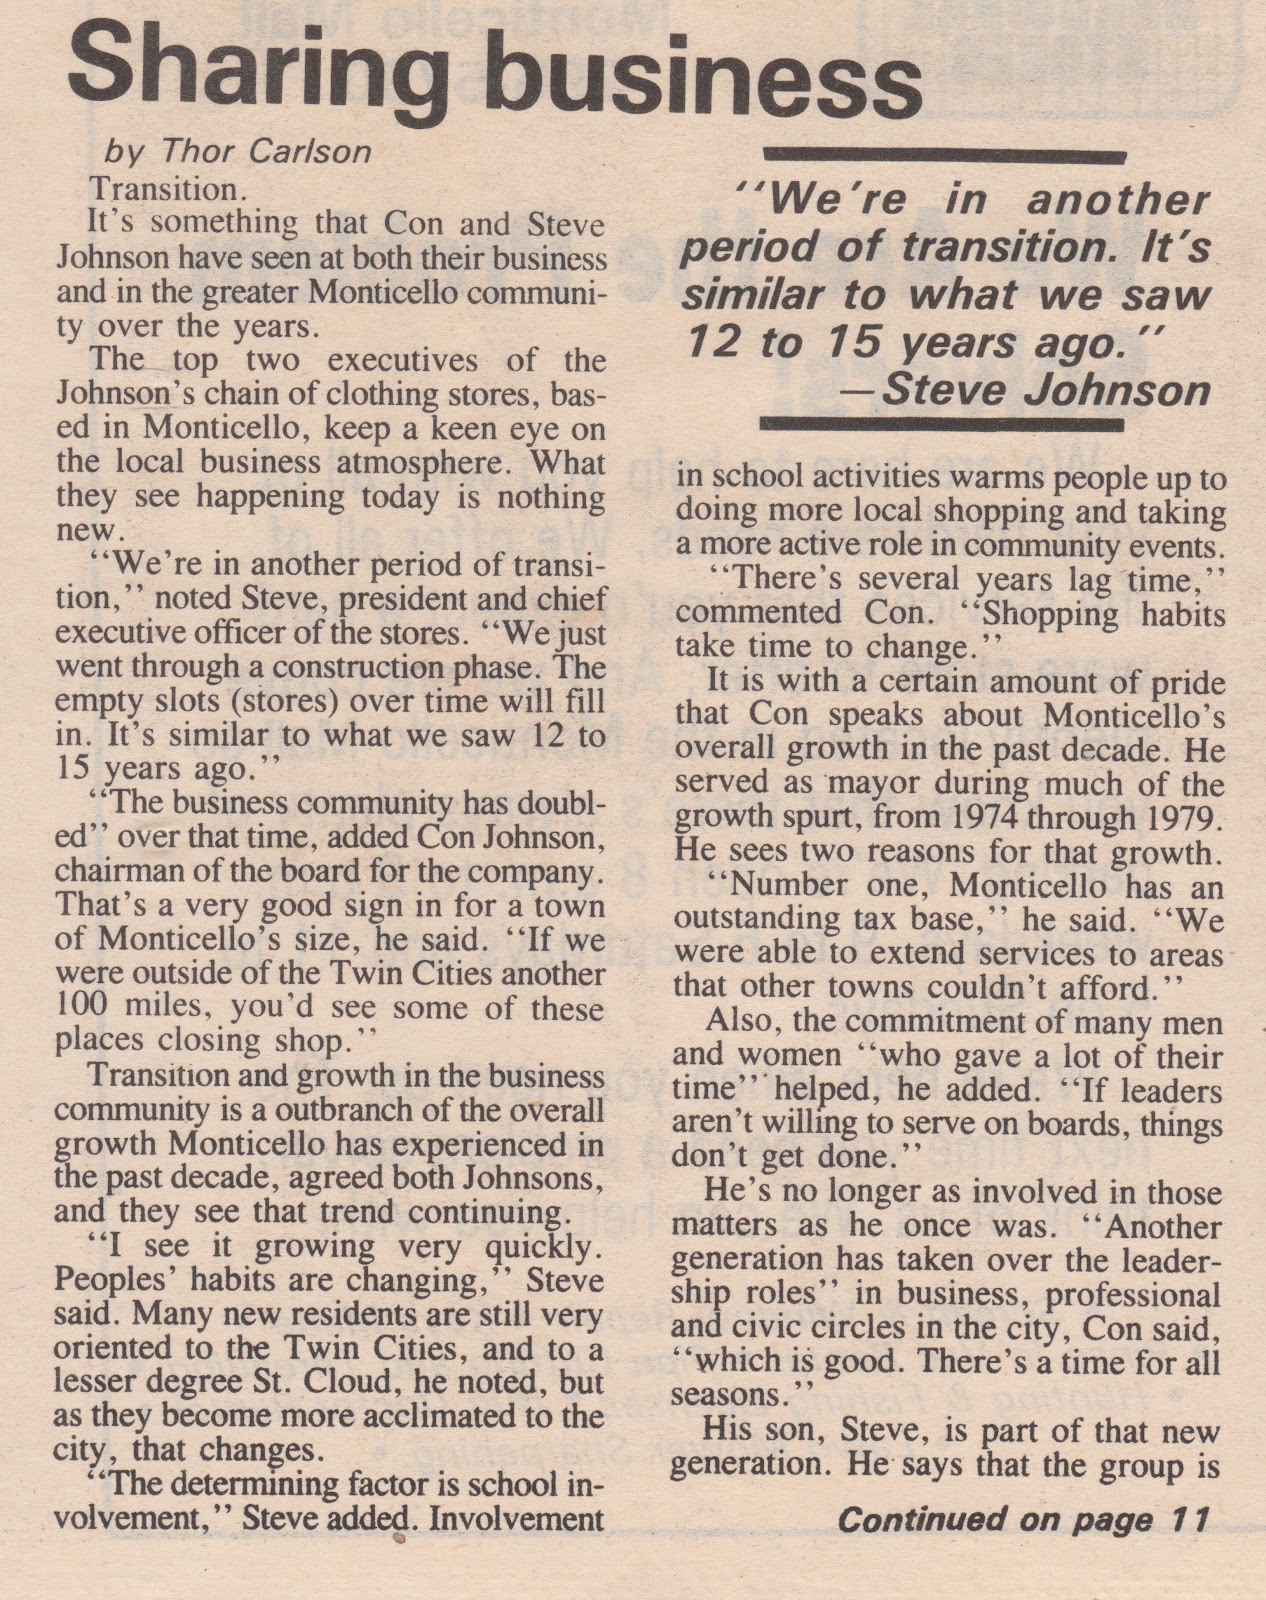 Sharing business
by Thor Carlson
Transition.
It's something that Con and Steve
Johnson have seen at both their business
and in the greater Monticello communi-
ty over the years.
The top two executives of the
Johnson's chain of clothing stores, bas-
ed in Monticello, keep a keen eye on
the local business atmosphere. What
they see happening today is nothing
new.
"We're in another period of transi-
tion," noted Steve, president and chief
executive officer of the stores. "We just
went through a construction phase. The
empty slots (stores) over time will fill
in. It's similar to what we saw 12 to
15 years ago."
"The business community has doubl-
ed" over that time, added Con Johnson,
chairman of the board for the company.
That's a very good sign in for a town
of Monticello's size, he said. "If we
were outside of the Twin Cities another
100 miles, you'd see some of these
places closing shop."
Transition and growth in the business
community is a outbranch of the overall
growth Monticello has experienced in
the past decade, agreed both Johnsons,
and they see that trend continuing.
"I see it growing very quickly.
Peoples' habits are changing," Steve
said. Many new residents are still very
oriented to the Twin Cities, and to a
lesser degree St. Cloud, he noted, but
as they become more acclimated to the
city, that changes.
"The determining factor is school in-
volvement," Steve added. Involvement
"We're in another
period of transition. It's
similar to what we saw
12 to 15 years ago."
—Steve Johnson
in school activities warms people up to
doing more local shopping and taking
a more active role in community events.
"There's several years lag time,"
commented Con. "Shopping habits
take time to change."
It is with a certain amount of pride
that Con speaks about Monticello's
overall growth in the past decade. He
served as mayor during much of the
growth spurt, from 1974 through 1979.
He sees two reasons for that growth.
"Number one, Monticello has an
outstanding tax base," he said. "We
were able to extend services to areas
that other towns couldn't afford."
Also, the commitment of many men
and women "who gave a lot of their
time" helped, he added. "If leaders
aren't willing to serve on boards, things
don't get done."
He's no longer as involved in those
matters as he once was. "Another
generation has taken over the leader-
ship roles" in business, professional
and civic circles in the city, Con said,
"which is good. There's a time for all
seasons."
His son, Steve, is part of that new
generation. He says that the group is
Continued on page 11